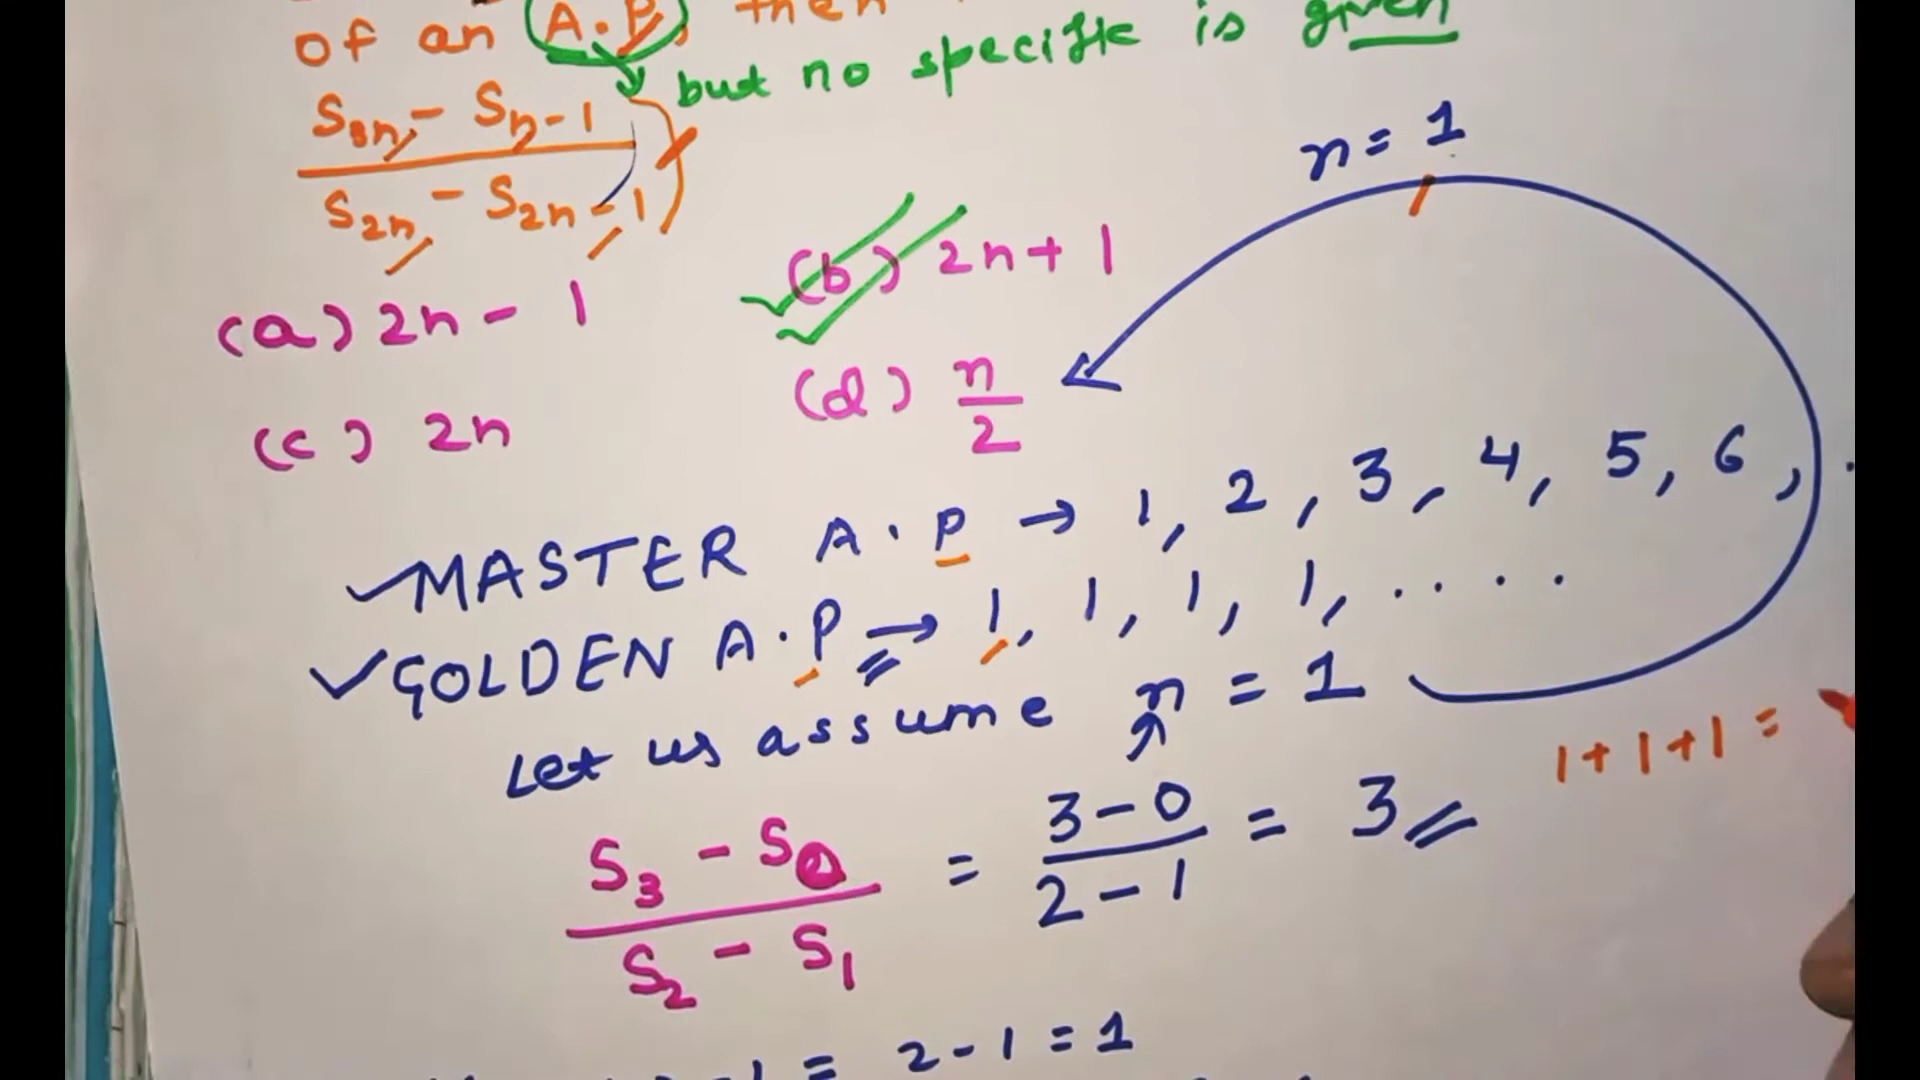 of an A.P, then
but no specific is given
S3n - Sn-1
S2n - S2n-1
n = 1
(a) 2n - 1
(b) 2n + 1
(c) 2n
(d) n/2
MASTER A.P → 1, 2, 3, 4, 5, 6, .
GOLDEN A.P → 1, 1, 1, 1, ....
Let us assume n = 1
1+1+1 =
S3 - S0 = 3-0 = 3
S2 - S1 2-1
= 2-1 = 1